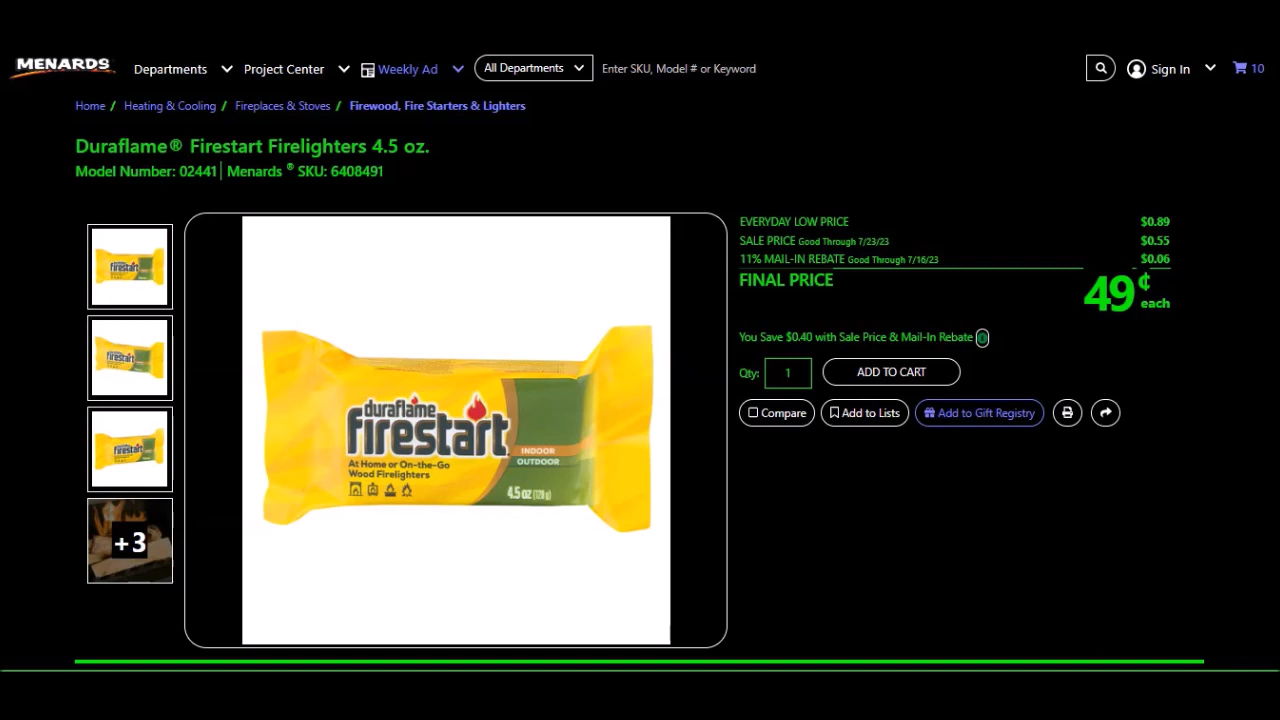 MENARDS Departments Project Center Weekly Ad All Departments Enter SKU, Model # or Keyword Sign In 10
Home / Heating & Cooling / Fireplaces & Stoves / Firewood, Fire Starters & Lighters
Duraflame® Firestart Firelighters 4.5 oz.
Model Number: 02441 Menards ® SKU: 6408491
EVERYDAY LOW PRICE $0.89
SALE PRICE Good Through 7/23/23 $0.55
11% MAIL-IN REBATE Good Through 7/16/23 $0.06
FINAL PRICE 49¢ each
You Save $0.40 with Sale Price & Mail-In Rebate
Qty: 1 ADD TO CART
Compare Add to Lists Add to Gift Registry
firestart
firestart
firestart
+3
duraflame
firestart
At Home or On-the-Go
Wood Firelighters
INDOOR
OUTDOOR
4.5 oz (128 g)